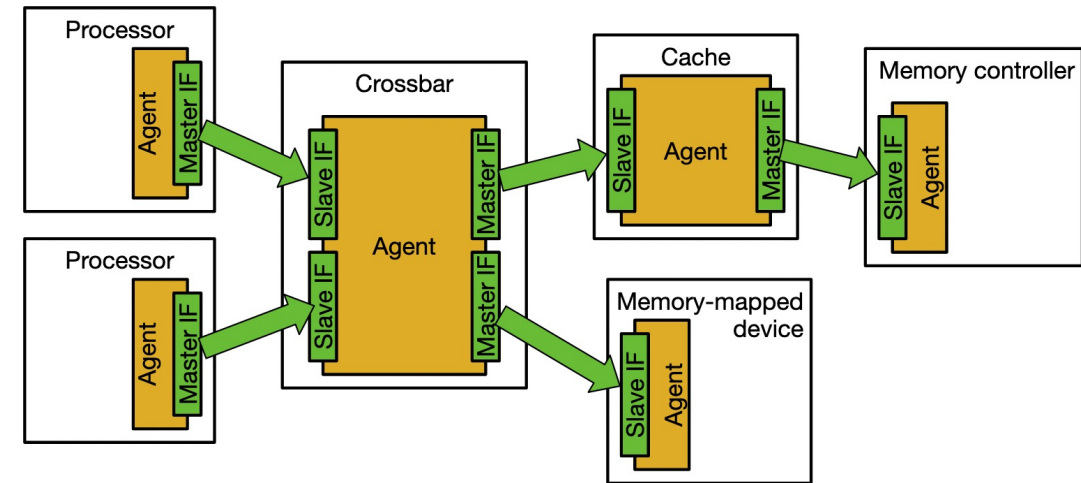 Processor
Agent
Master IF
Processor
Agent
Master IF
Crossbar
Slave IF
Slave IF
Agent
Master IF
Master IF
Cache
Slave IF
Agent
Master IF
Memory controller
Slave IF
Agent
Memory-mapped
device
Slave IF
Agent